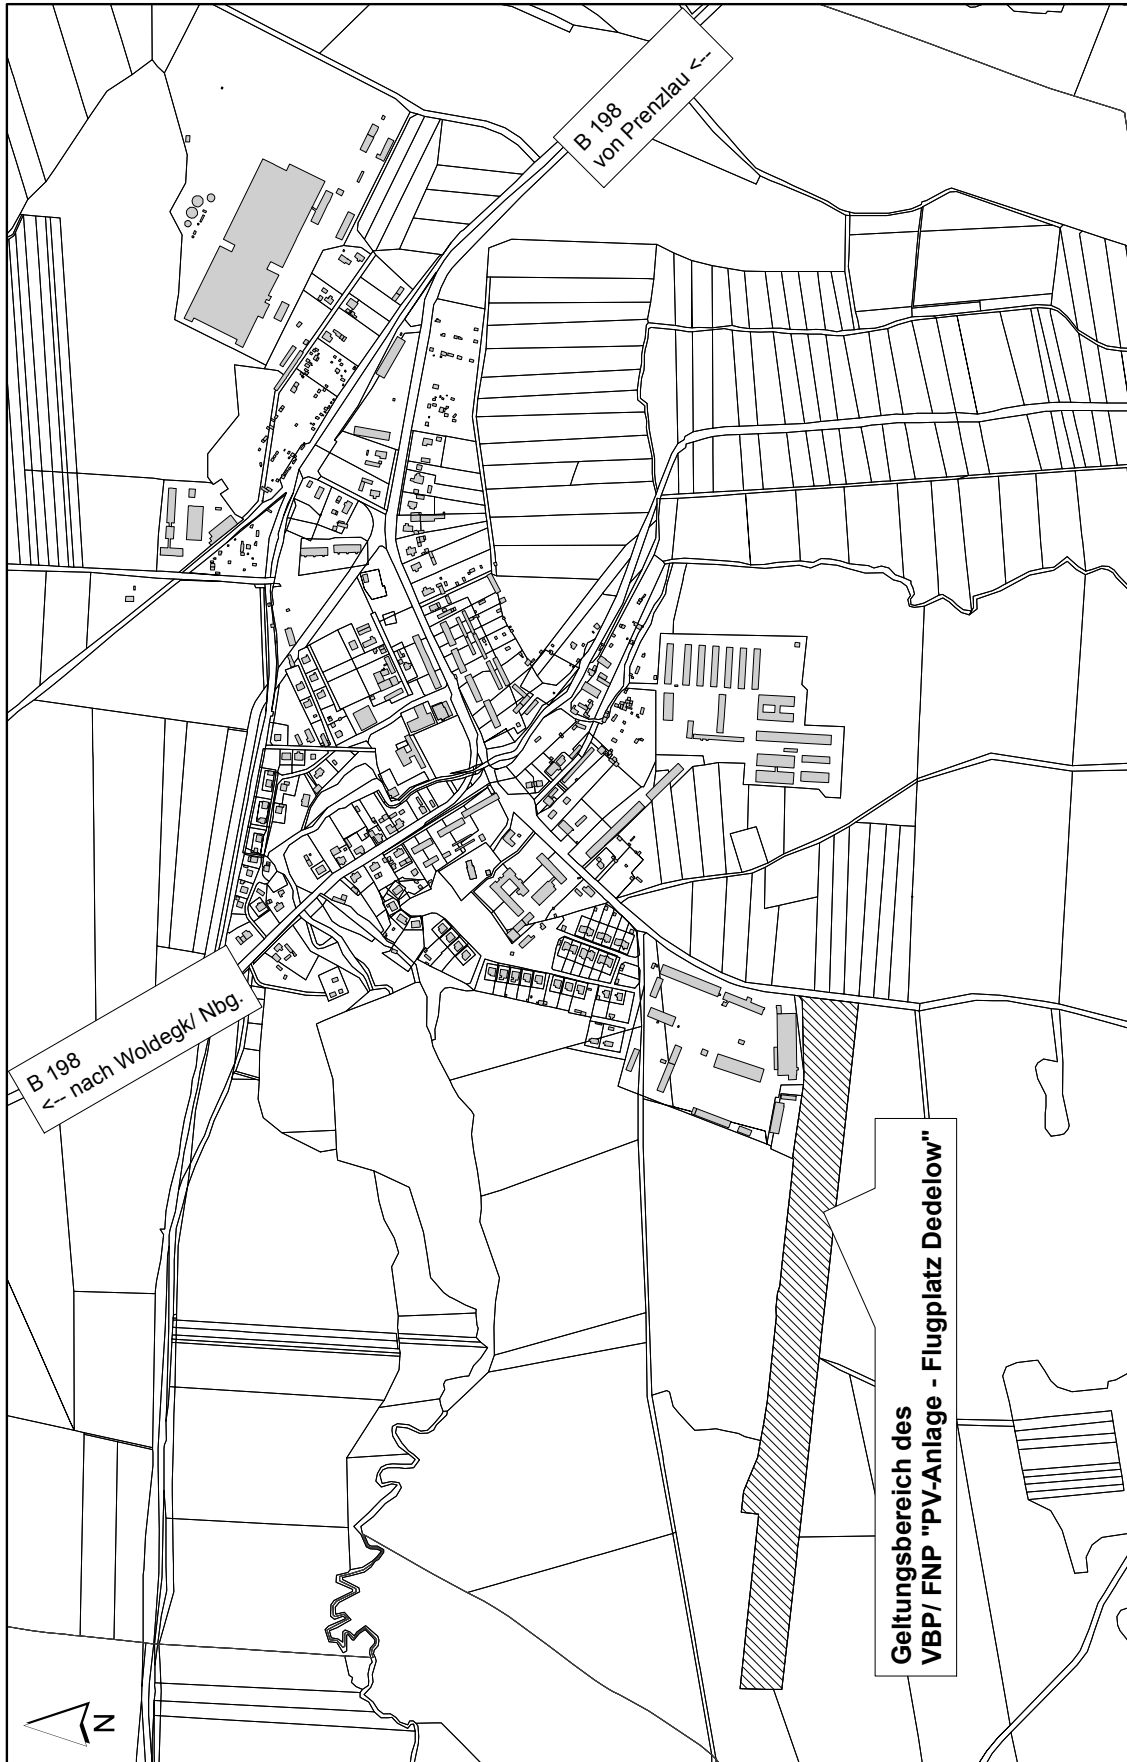 B 198
von Prenzlau <--
B 198
<-- nach Woldegk/ Nbg.
Geltungsbereich des
VBP/ FNP "PV-Anlage - Flugplatz Dedelow"
N